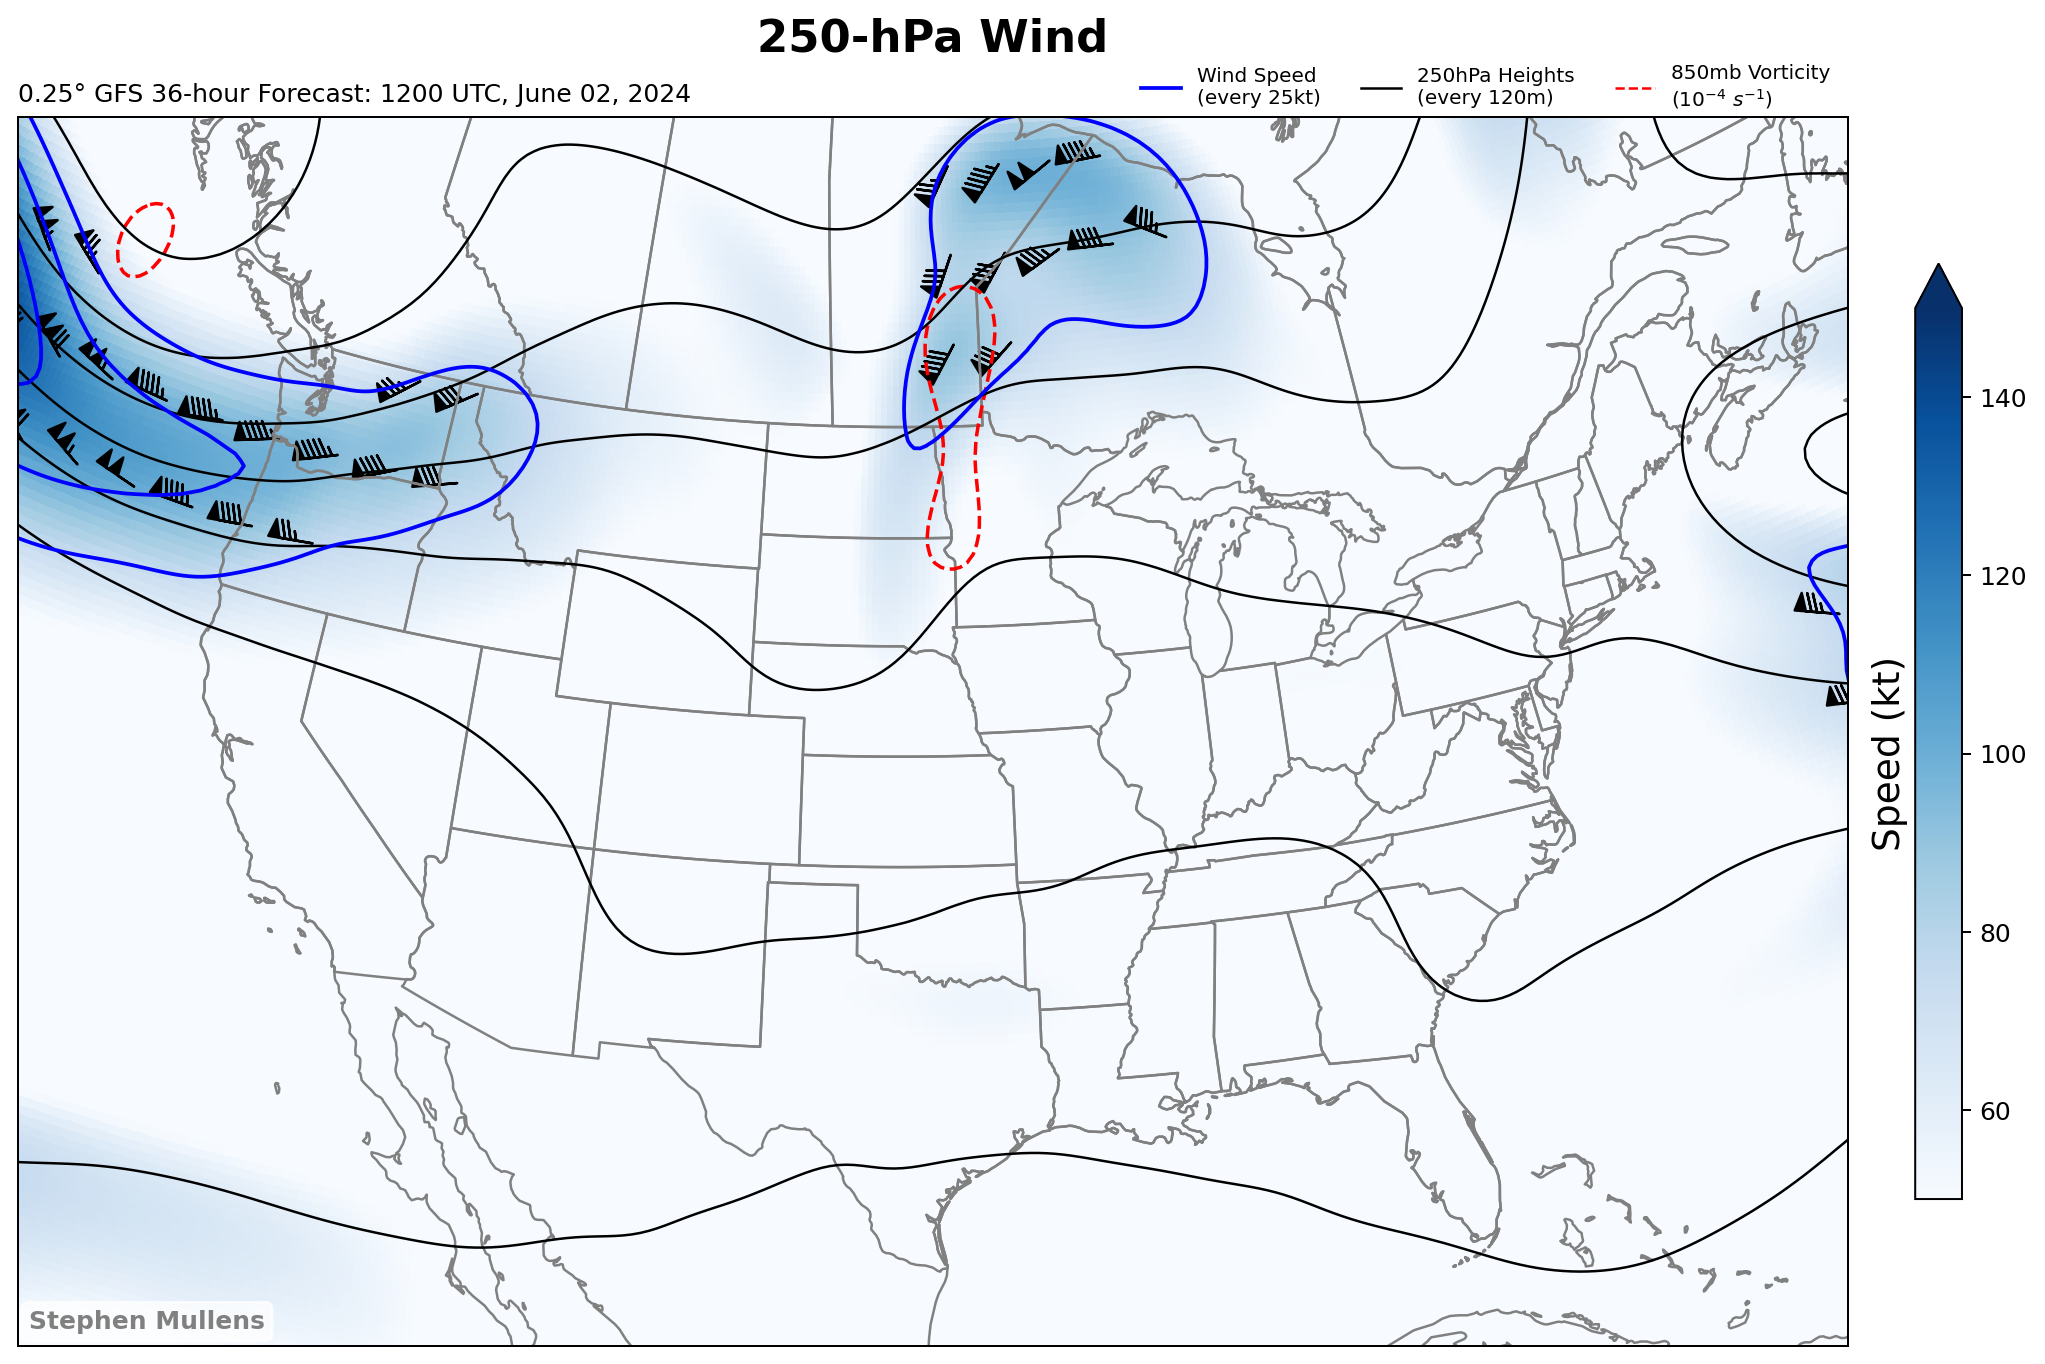 250-hPa Wind
0.25° GFS 36-hour Forecast: 1200 UTC, June 02, 2024
Wind Speed
(every 25kt)
250hPa Heights
(every 120m)
850mb Vorticity
(10⁻⁴ s⁻¹)
140
120
100
80
60
Speed (kt)
Stephen Mullens